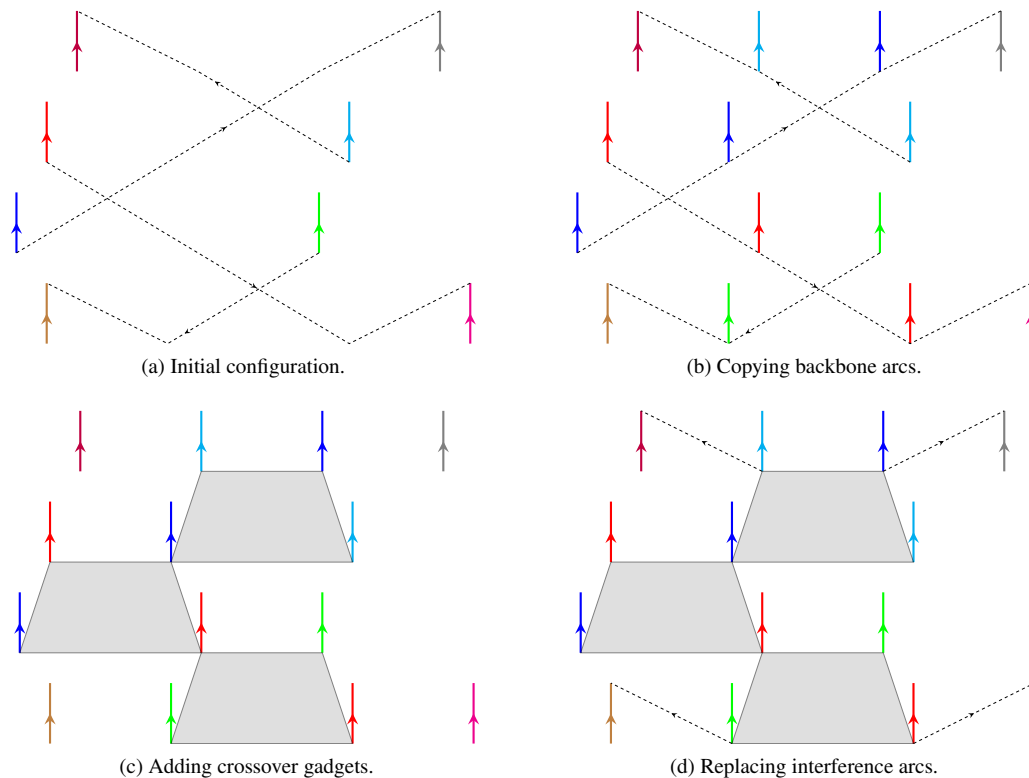 (a) Initial configuration.
(b) Copying backbone arcs.
(c) Adding crossover gadgets.
(d) Replacing interference arcs.